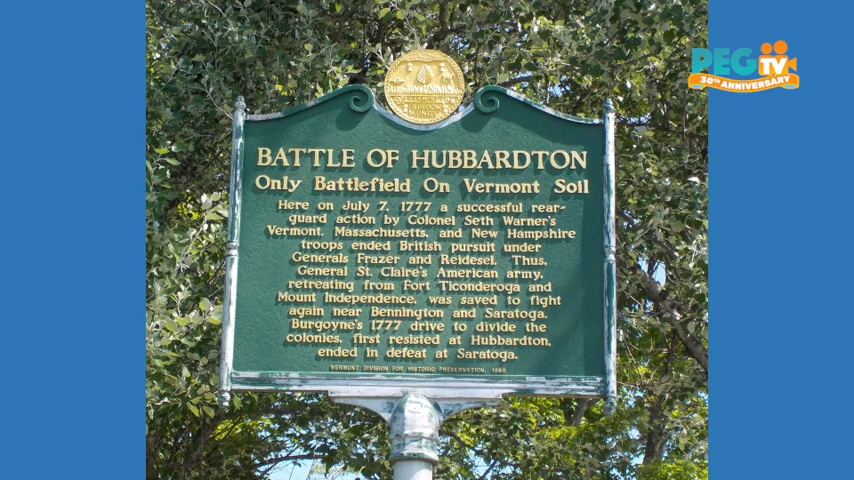 PEGTV
30TH ANNIVERSARY
VERMONT
FREEDOM
& UNITY
BATTLE OF HUBBARDTON
Only Battlefield On Vermont Soil
Here on July 7, 1777 a successful rear-
guard action by Colonel Seth Warner's
Vermont, Massachusetts, and New Hampshire
troops ended British pursuit under
Generals Frazer and Reidesel. Thus,
General St. Claire's American army,
retreating from Fort Ticonderoga and
Mount Independence, was saved to fight
again near Bennington and Saratoga.
Burgoyne's 1777 drive to divide the
colonies, first resisted at Hubbardton,
ended in defeat at Saratoga.
VERMONT DIVISION FOR HISTORIC PRESERVATION, 1989